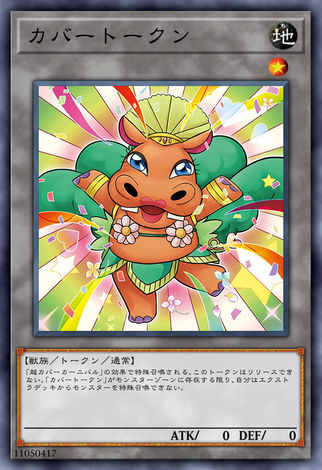 カバートークン
地
ち
【獣族／トークン／通常】
「超カバーカーニバル」の効果で特殊召喚される。このトークンはリリースでき
ない。「カバートークン」がモンスターゾーンに存在する限り、自分はエクスト
ラデッキからモンスターを特殊召喚できない。
ATK/ 0 DEF/ 0
11050417